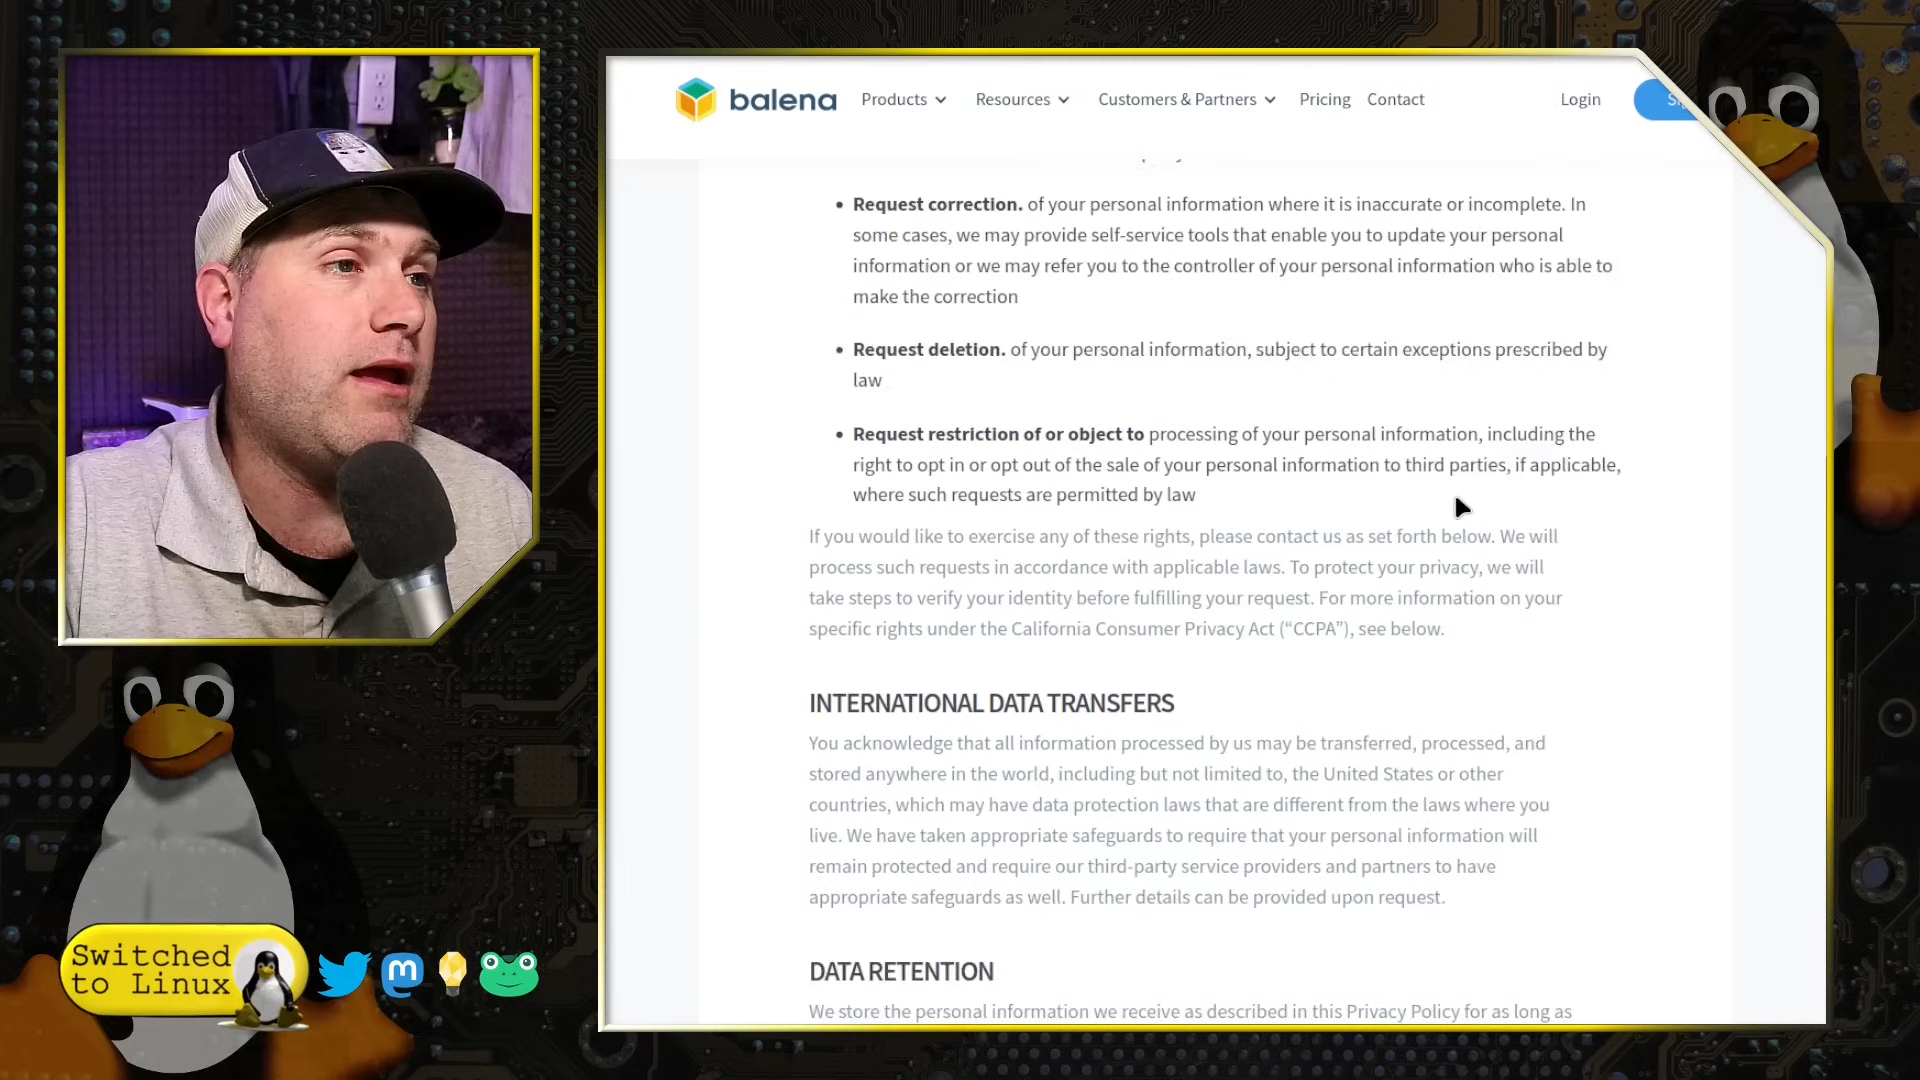 balena
Products
Resources
Customers & Partners
Pricing
Contact
Login
Request correction. of your personal information where it is inaccurate or incomplete. In
some cases, we may provide self-service tools that enable you to update your personal
information or we may refer you to the controller of your personal information who is able to
make the correction
Request deletion. of your personal information, subject to certain exceptions prescribed by
law
Request restriction of or object to processing of your personal information, including the
right to opt in or opt out of the sale of your personal information to third parties, if applicable,
where such requests are permitted by law
If you would like to exercise any of these rights, please contact us as set forth below. We will
process such requests in accordance with applicable laws. To protect your privacy, we will
take steps to verify your identity before fulfilling your request. For more information on your
specific rights under the California Consumer Privacy Act (“CCPA”), see below.
INTERNATIONAL DATA TRANSFERS
You acknowledge that all information processed by us may be transferred, processed, and
stored anywhere in the world, including but not limited to, the United States or other
countries, which may have data protection laws that are different from the laws where you
live. We have taken appropriate safeguards to require that your personal information will
remain protected and require our third-party service providers and partners to have
appropriate safeguards as well. Further details can be provided upon request.
DATA RETENTION
We store the personal information we receive as described in this Privacy Policy for as long as
Switched
to Linux